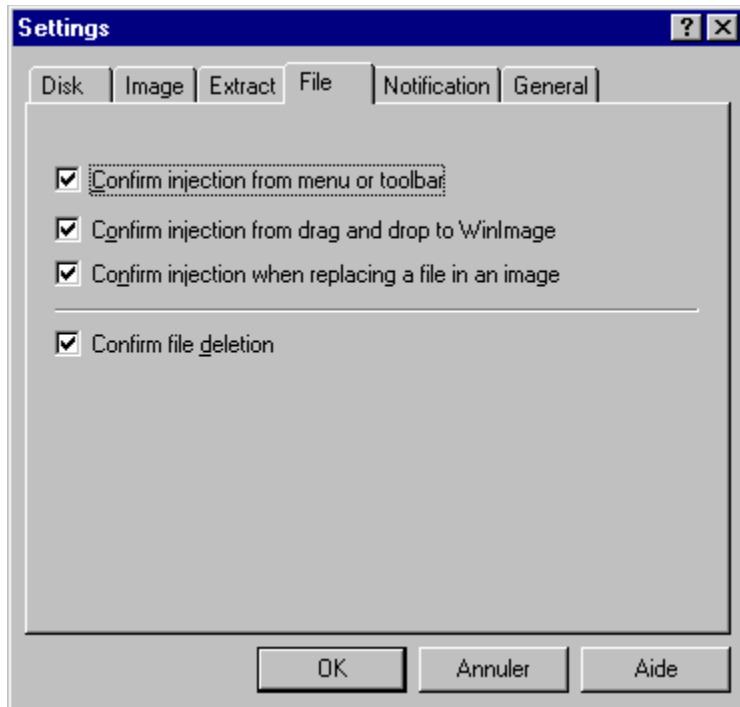 Settings
Disk Image Extract File Notification General
Confirm injection from menu or toolbar
Confirm injection from drag and drop to WinImage
Confirm injection when replacing a file in an image
Confirm file deletion
OK Annuler Aide